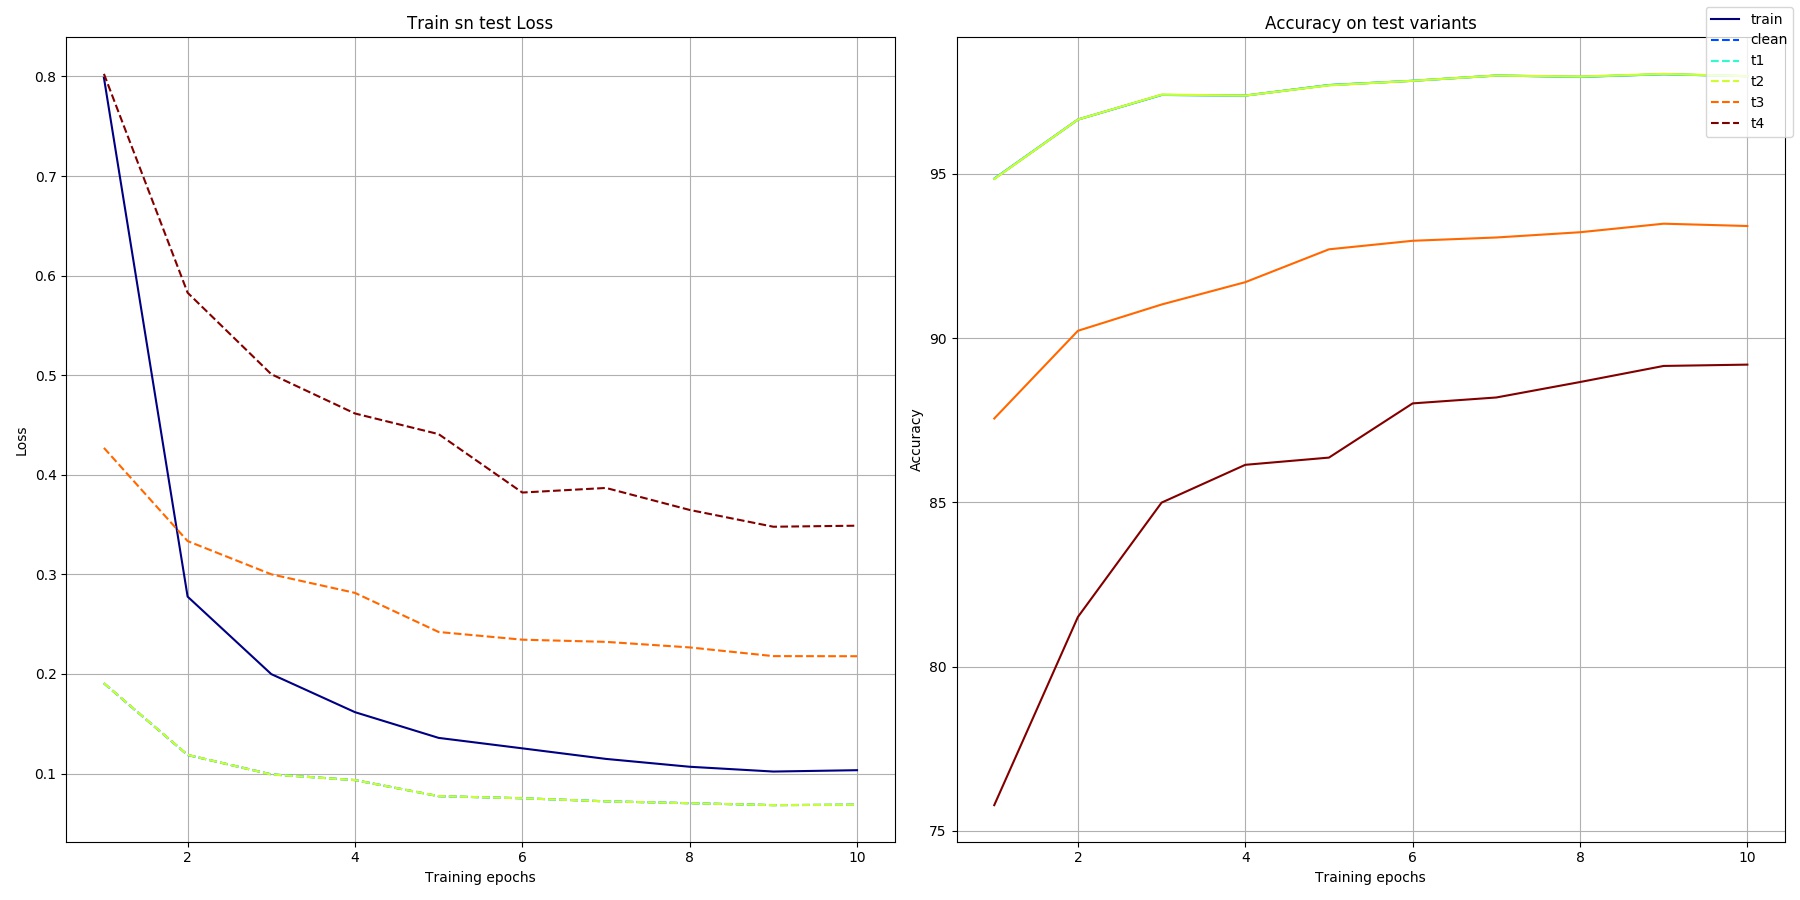 Train sn test Loss
Loss
0.8
0.7
0.6
0.5
0.4
0.3
0.2
0.1
2 4 6 8 10
Training epochs
Accuracy on test variants
Accuracy
95
90
85
80
75
2 4 6 8 10
Training epochs
train
clean
t1
t2
t3
t4